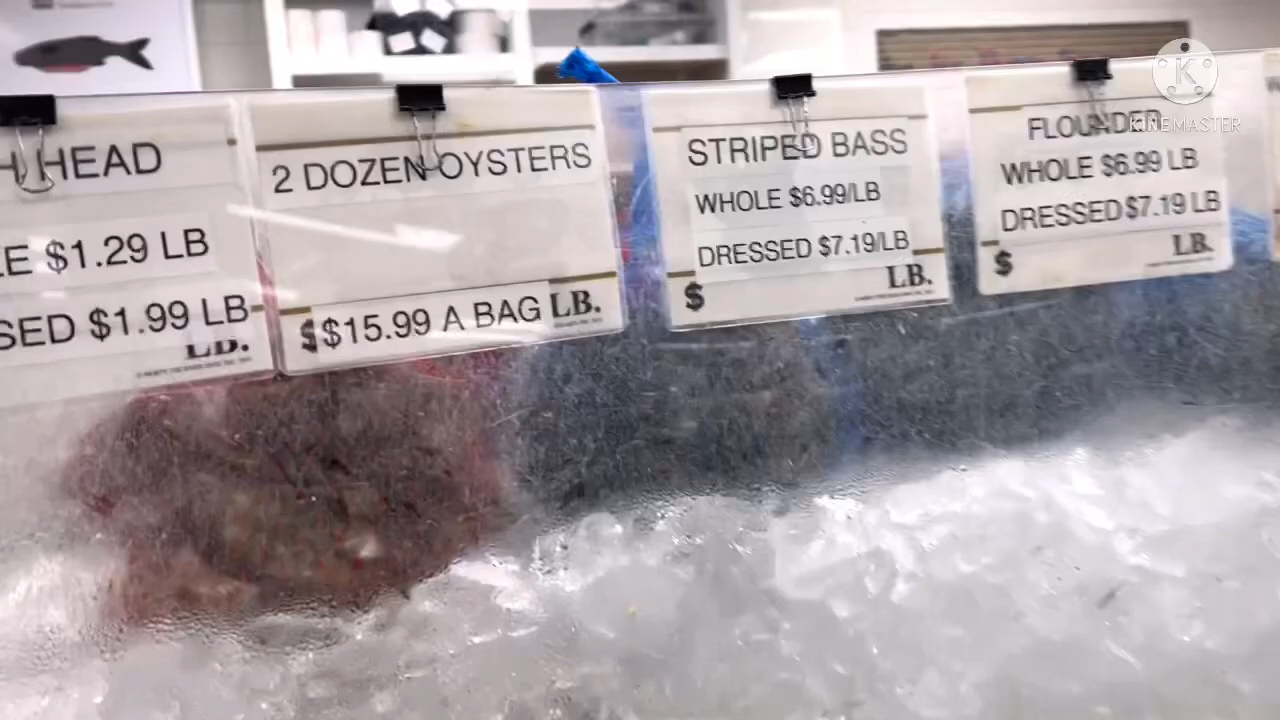 HEAD
$1.29 LB
$1.99 LB
LB.
2 DOZEN OYSTERS
$ $15.99 A BAG LB.
STRIPED BASS
WHOLE $6.99/LB
DRESSED $7.19/LB
$ LB.
FLOUNDER
WHOLE $6.99 LB
DRESSED $7.19 LB
$ LB.
K
KINEMASTER